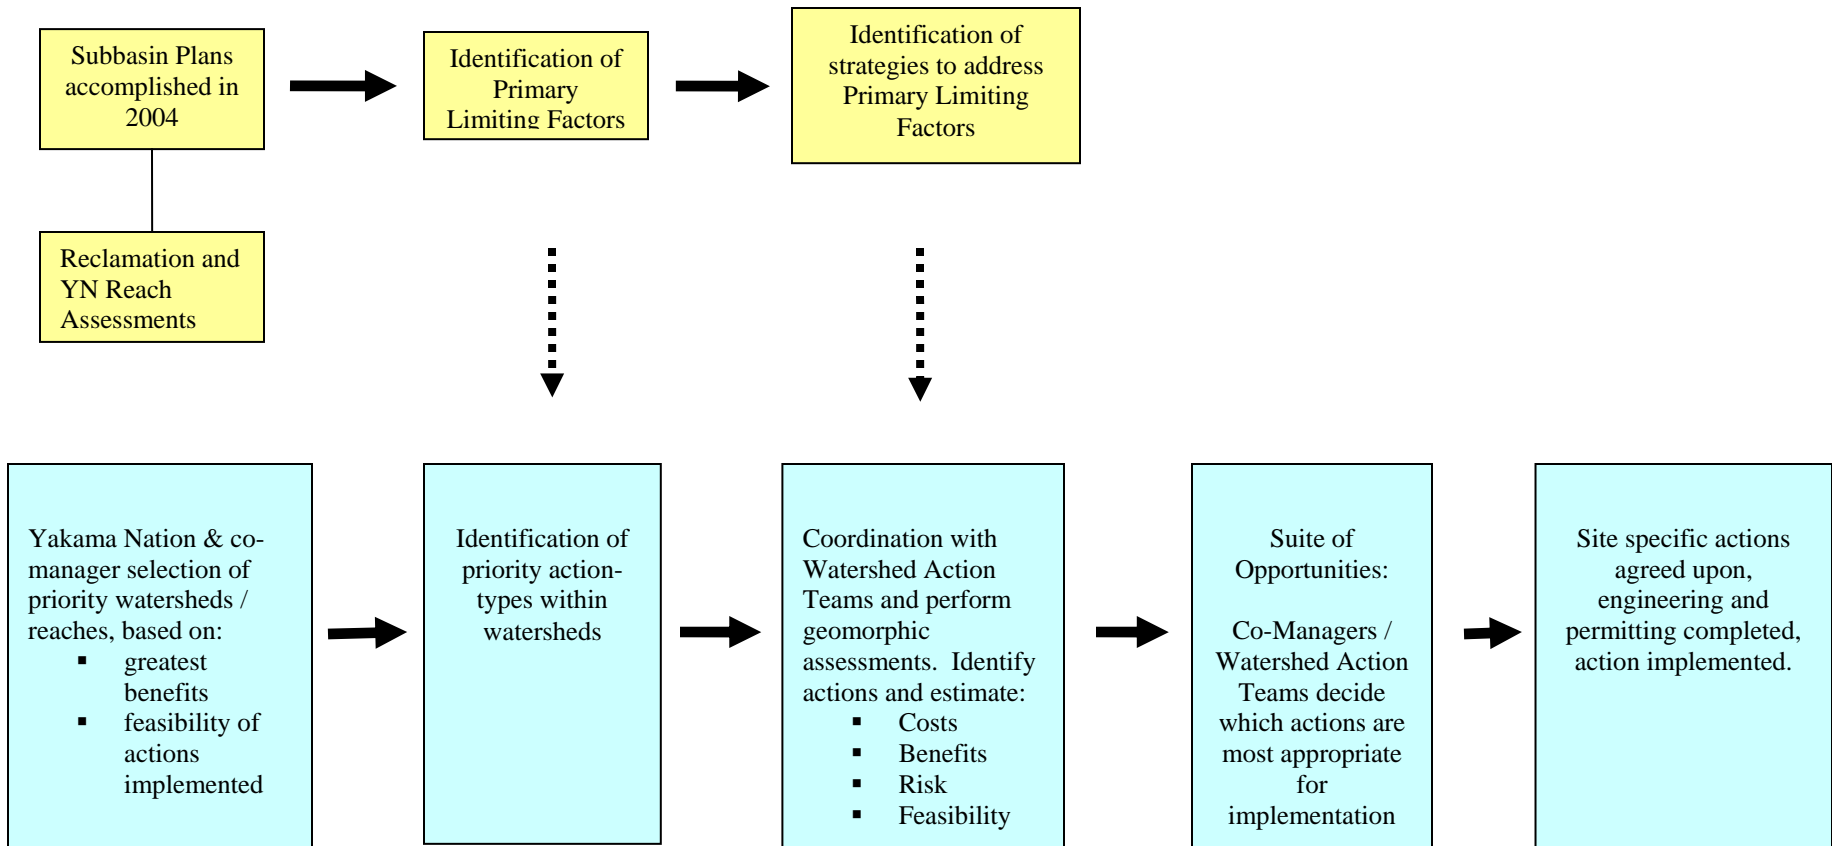 Subbasin Plans
accomplished in
2004
Identification of
Primary
Limiting Factors
Identification of
strategies to address
Primary Limiting
Factors
Reclamation and
YN Reach
Assessments
Yakama Nation & co-
manager selection of
priority watersheds /
reaches, based on:
▪ greatest
benefits
▪ feasibility of
actions
implemented
Identification of
priority action-
types within
watersheds
Coordination with
Watershed Action
Teams and perform
geomorphic
assessments.  Identify
actions and estimate:
▪ Costs
▪ Benefits
▪ Risk
▪ Feasibility
Suite of
Opportunities:
Co-Managers /
Watershed Action
Teams decide
which actions are
most appropriate
for
implementation
Site specific actions
agreed upon,
engineering and
permitting completed,
action implemented.